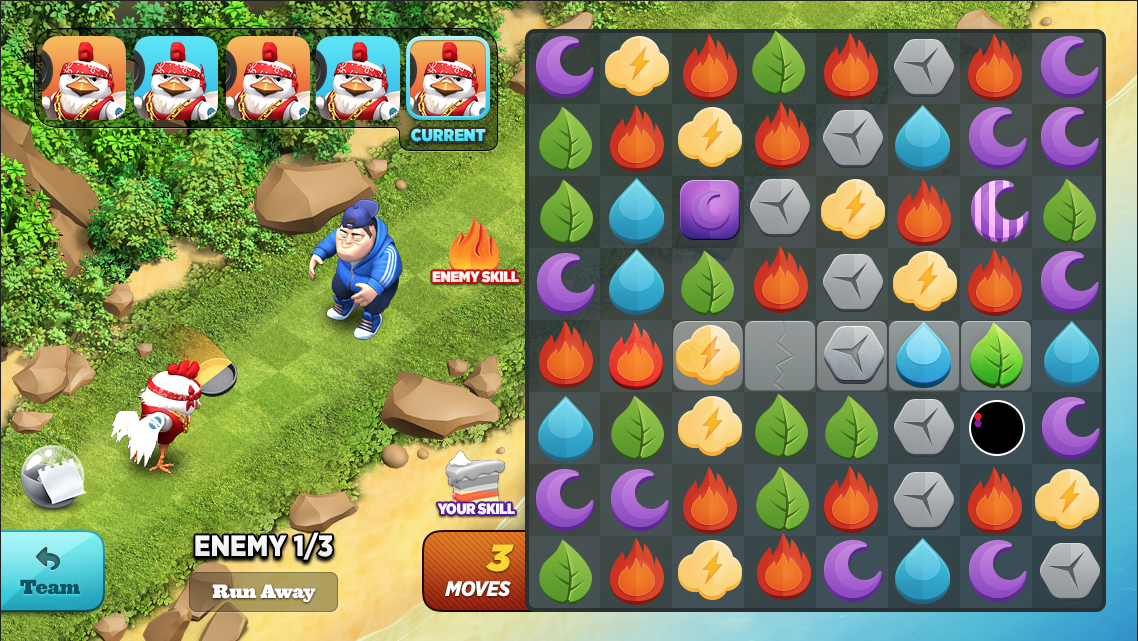 CURRENT
ENEMY SKILL
YOUR SKILL
ENEMY 1/3
3
MOVES
Team
Run Away